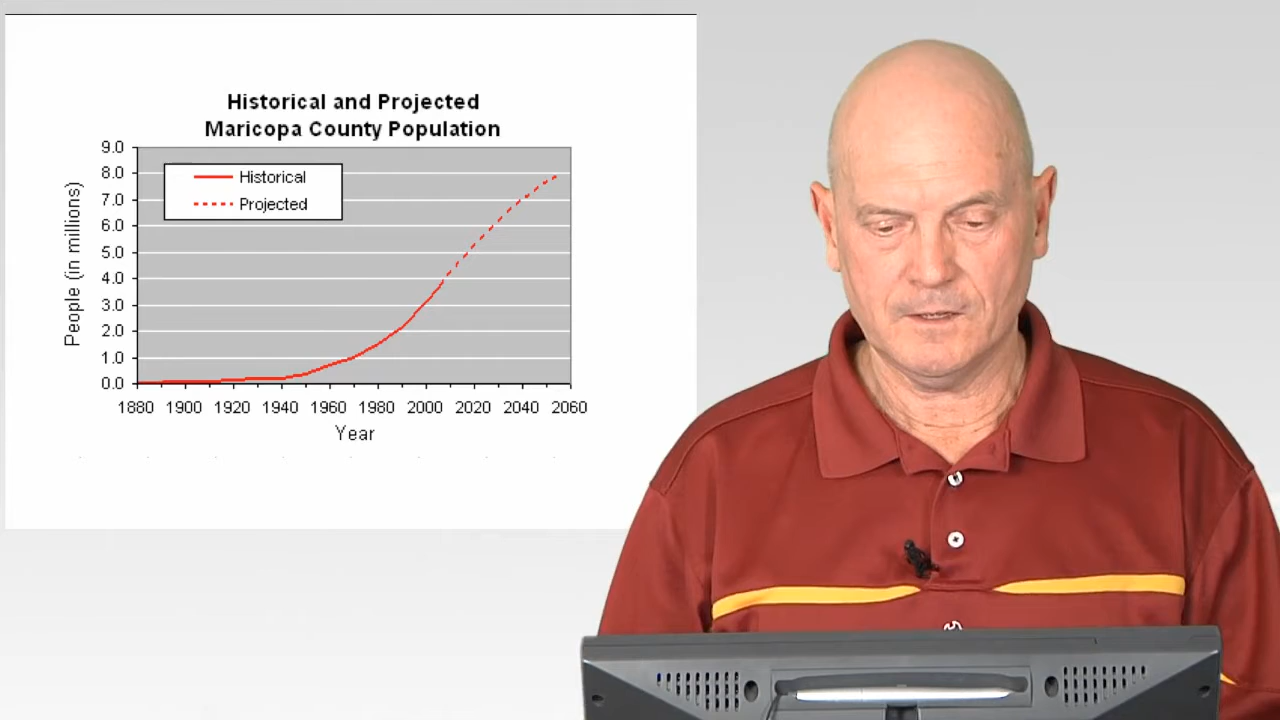 Historical and Projected
Maricopa County Population
People (in millions)
9.0
8.0
7.0
6.0
5.0
4.0
3.0
2.0
1.0
0.0
Historical
Projected
1880 1900 1920 1940 1960 1980 2000 2020 2040 2060
Year